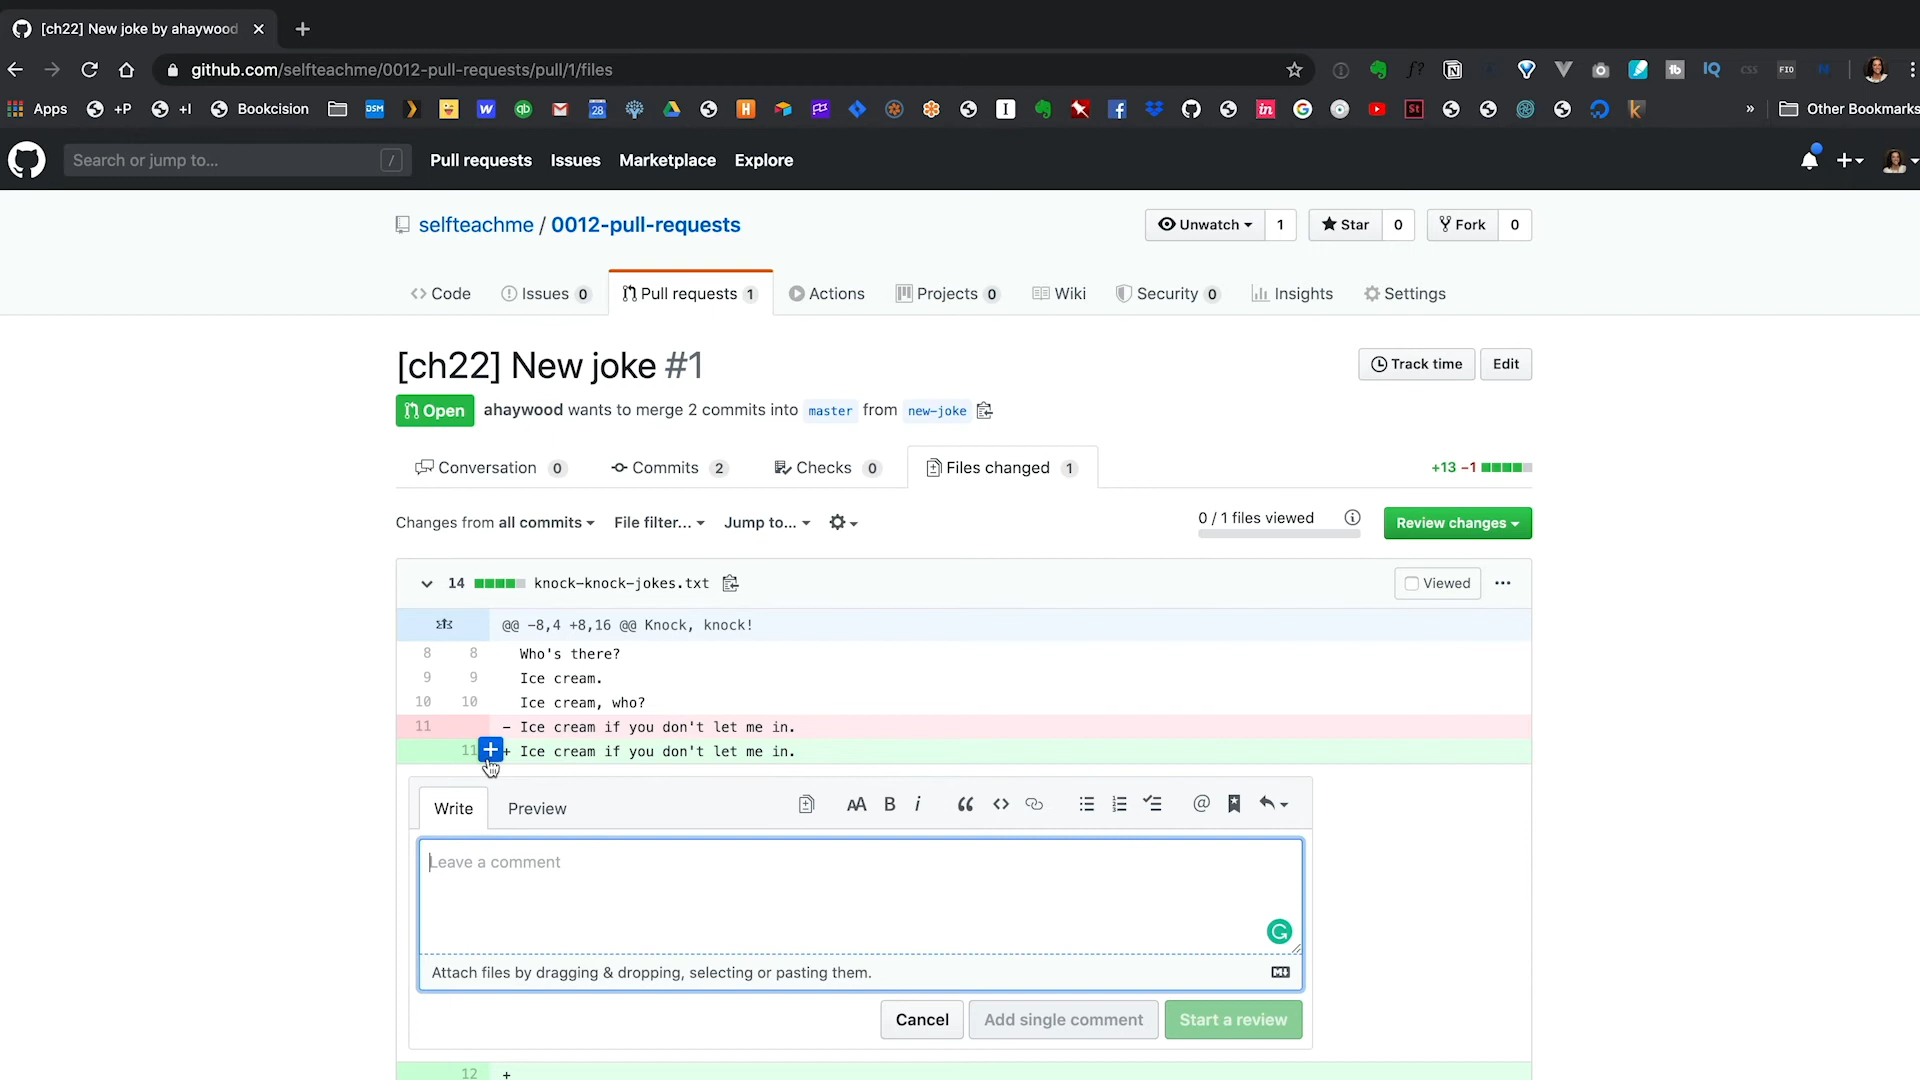 [ch22] New joke by ahaywood
github.com/selfteachme/0012-pull-requests/pull/1/files
Apps +P +I Bookcision DSM Other Bookmarks
Search or jump to... /
Pull requests Issues Marketplace Explore
selfteachme / 0012-pull-requests
Unwatch 1 Star 0 Fork 0
Code Issues 0 Pull requests 1 Actions Projects 0 Wiki Security 0 Insights Settings
[ch22] New joke #1
Track time Edit
Open ahaywood wants to merge 2 commits into master from new-joke
Conversation 0 Commits 2 Checks 0 Files changed 1 +13 −1
Changes from all commits File filter... Jump to... 0 / 1 files viewed Review changes
14 knock-knock-jokes.txt Viewed ...
@@ -8,4 +8,16 @@ Knock, knock!
8 8 Who's there?
9 9 Ice cream.
10 10 Ice cream, who?
11 - Ice cream if you don't let me in.
11 + Ice cream if you don't let me in.
Write Preview AA B i
Leave a comment
Attach files by dragging & dropping, selecting or pasting them.
Cancel Add single comment Start a review
12 +